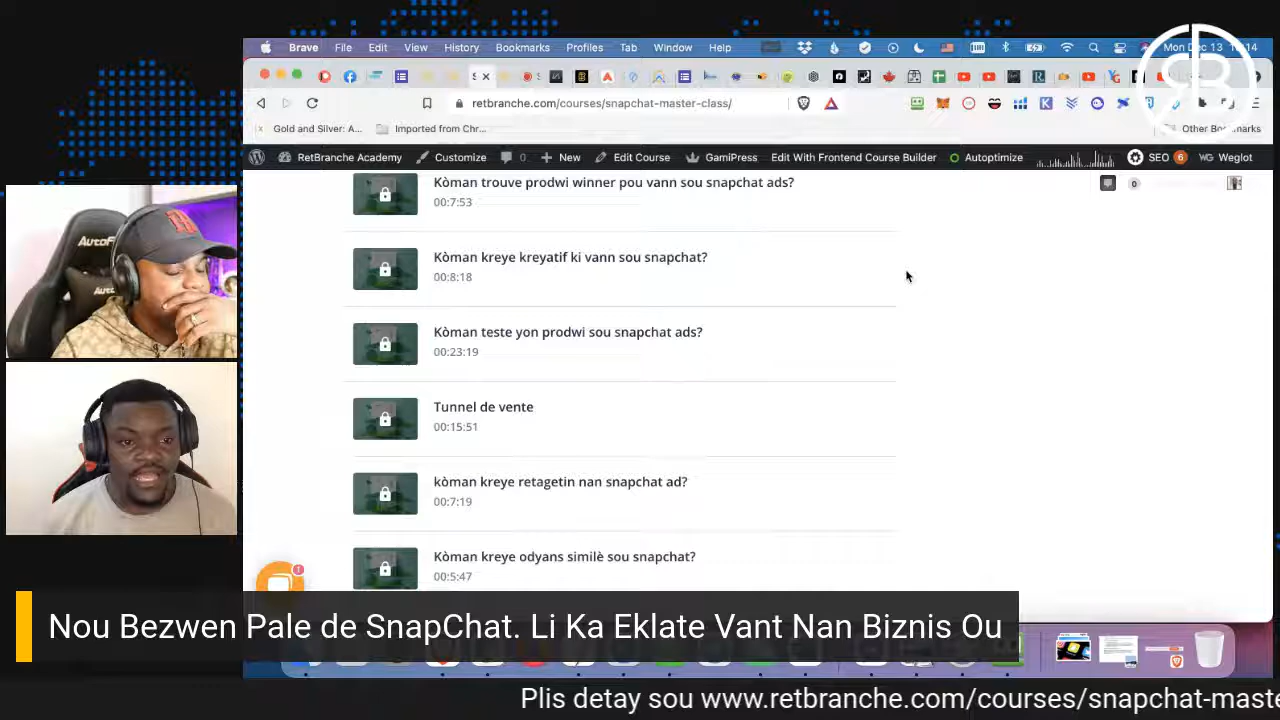 Brave File Edit View History Bookmarks Profiles Tab Window Help
Mon Dec 13
retbranche.com/courses/snapchat-master-class/
Gold and Silver: A...
Imported from Chr...
Other Bookmarks
RetBranche Academy Customize 0 New Edit Course GamiPress Edit With Frontend Course Builder Autoptimize SEO 6 Weglot
0
Kòman trouve prodwi winner pou vann sou snapchat ads?
00:7:53
Kòman kreye kreyatif ki vann sou snapchat?
00:8:18
Kòman teste yon prodwi sou snapchat ads?
00:23:19
Tunnel de vente
00:15:51
kòman kreye retagetin nan snapchat ad?
00:7:19
Kòman kreye odyans similè sou snapchat?
00:5:47
Nou Bezwen Pale de SnapChat. Li Ka Eklate Vant Nan Biznis Ou
Plis detay sou www.retbranche.com/courses/snapchat-maste